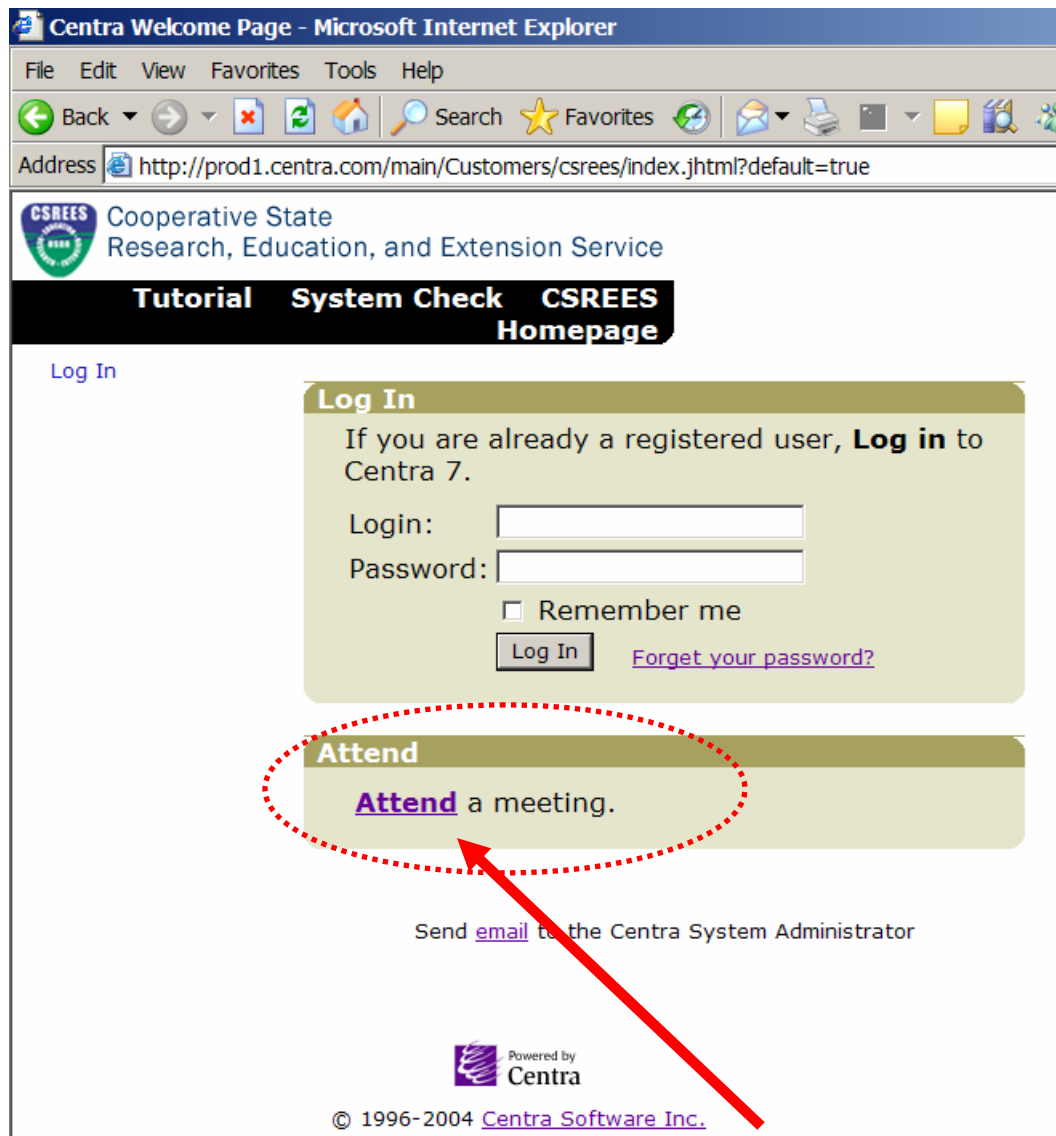 Centra Welcome Page - Microsoft Internet Explorer
File Edit View Favorites Tools Help
Back Search Favorites
Address http://prod1.centra.com/main/Customers/csrees/index.jhtml?default=true
CSREES
Cooperative State
Research, Education, and Extension Service
Tutorial System Check CSREES
Homepage
Log In
Log In
If you are already a registered user, Log in to
Centra 7.
Login:
Password:
Remember me
Log In Forget your password?
Attend
Attend a meeting.
Send email to the Centra System Administrator
Powered by
Centra
© 1996-2004 Centra Software Inc.